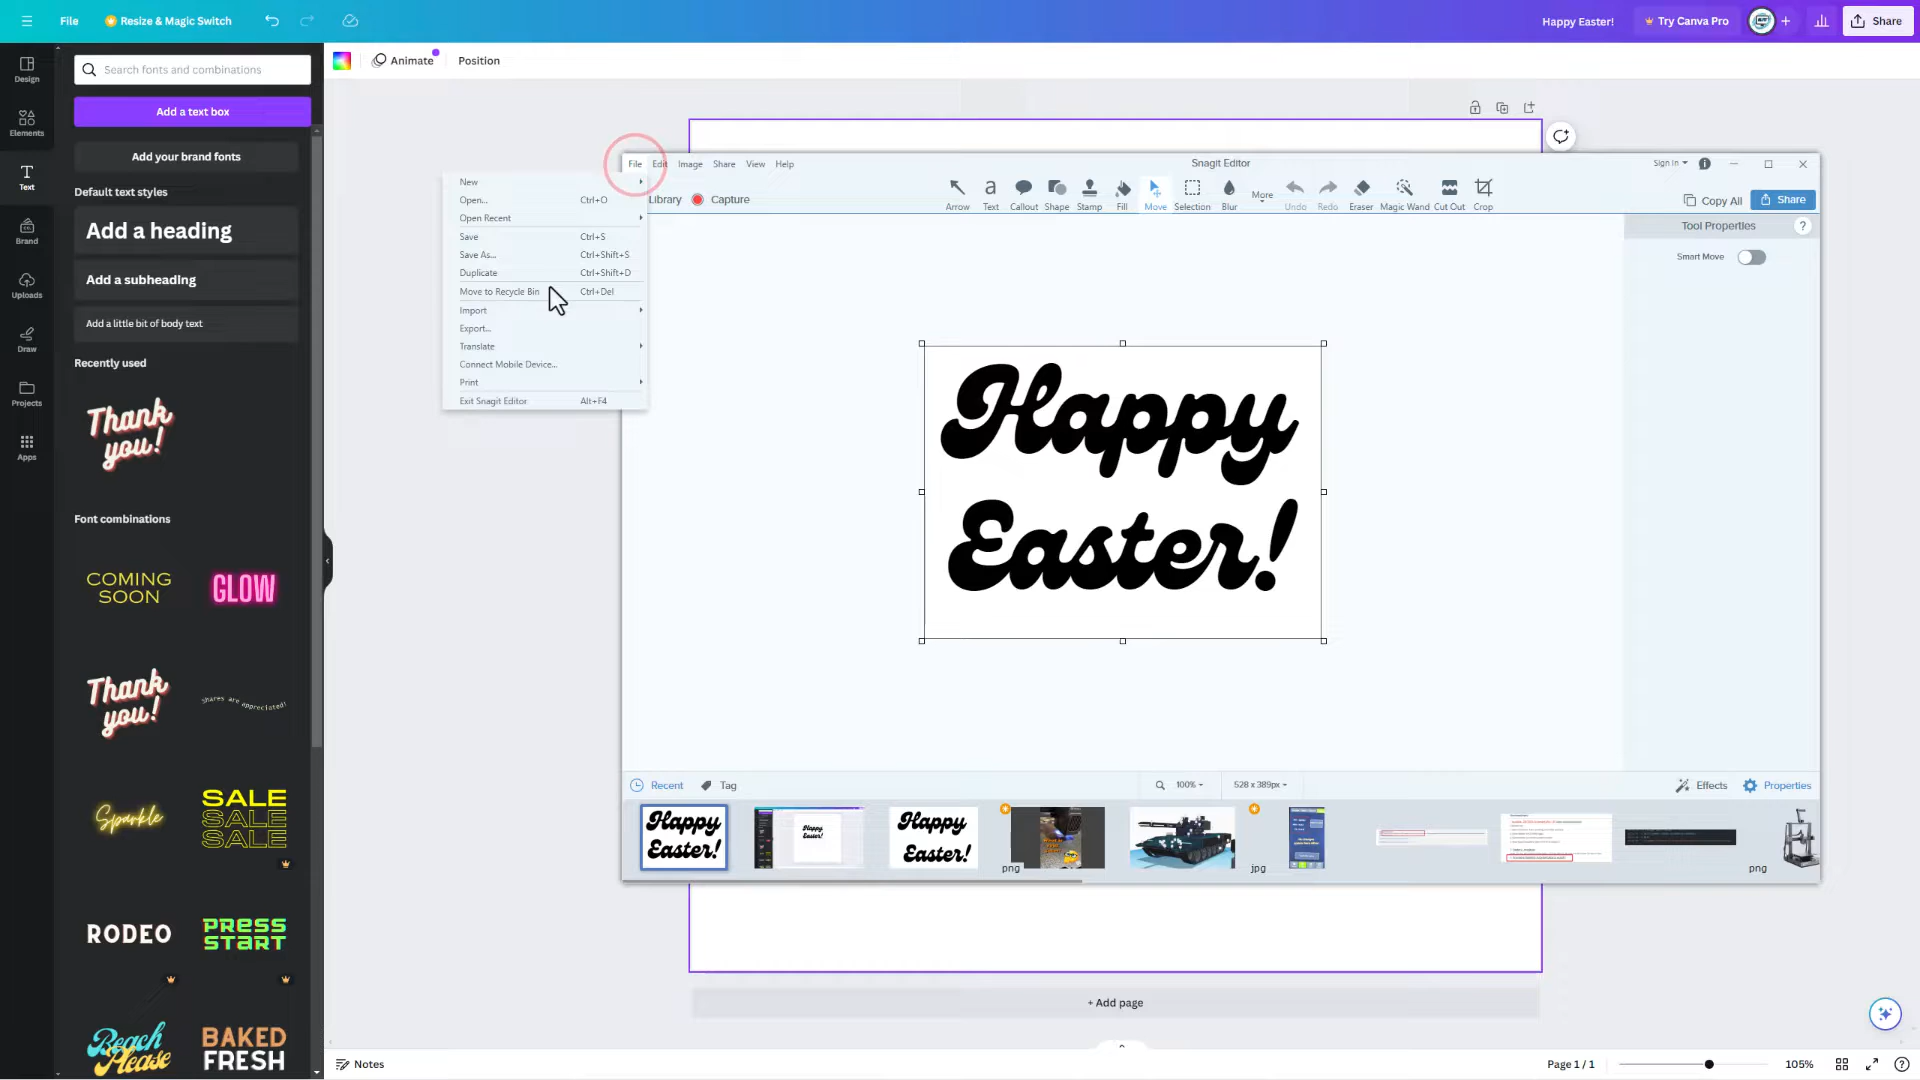 File
Resize & Magic Switch
Happy Easter!
Try Canva Pro
Share
Design
Elements
Text
Brand
Uploads
Draw
Projects
Apps
Search fonts and combinations
Add a text box
Add your brand fonts
Default text styles
Add a heading
Add a subheading
Add a little bit of body text
Recently used
Thank
you!
Font combinations
COMING
SOON
GLOW
Thank
you!
Shares are appreciated!
Sparkle
SALE
SALE
SALE
RODEO
PRESS
START
Beach
Please
BAKED
FRESH
Animate
Position
File Edit Image Share View Help
Snagit Editor
Sign In
Library
Capture
Arrow
Text
Callout
Shape
Stamp
Fill
Move
Selection
Blur
More
Undo
Redo
Eraser
Magic Wand
Cut Out
Crop
Copy All
Share
New
Open... Ctrl+O
Open Recent
Save Ctrl+S
Save As... Ctrl+Shift+S
Duplicate Ctrl+Shift+D
Move to Recycle Bin Ctrl+Del
Import
Export...
Translate
Connect Mobile Device...
Print
Exit Snagit Editor Alt+F4
Tool Properties
?
Smart Move
Happy
Easter!
Recent
Tag
100%
528 x 389px
Effects
Properties
Happy
Easter!
Happy
Easter!
Happy
Easter!
png
jpg
png
+ Add page
Notes
Page 1 / 1
105%